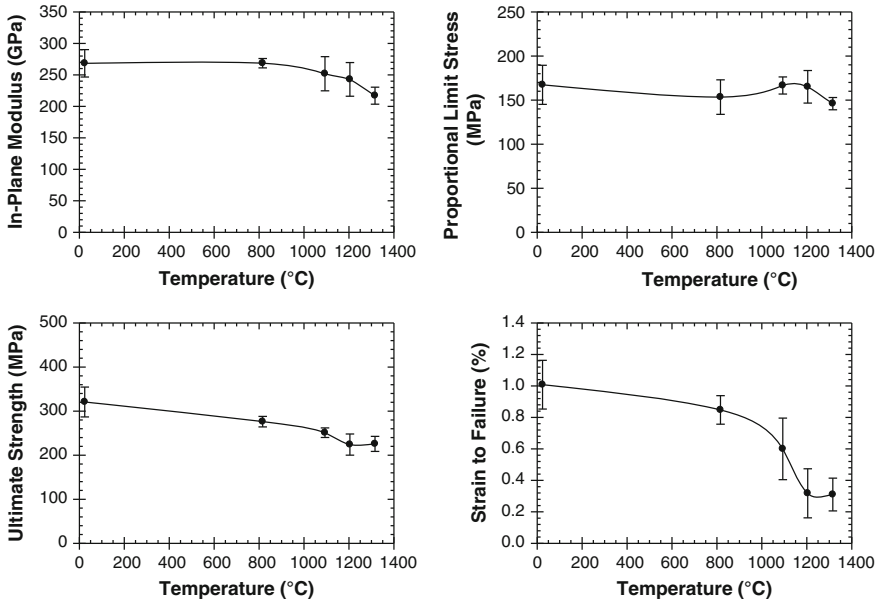 In-Plane Modulus (GPa)
350
300
250
200
150
100
50
0
0 200 400 600 800 1000 1200 1400
Temperature (°C)
Proportional Limit Stress
(MPa)
250
200
150
100
50
0
0 200 400 600 800 1000 1200 1400
Temperature (°C)
Ultimate Strength (MPa)
500
400
300
200
100
0
0 200 400 600 800 1000 1200 1400
Temperature (°C)
Strain to Failure (%)
1.4
1.2
1.0
0.8
0.6
0.4
0.2
0.0
0 200 400 600 800 1000 1200 1400
Temperature (°C)